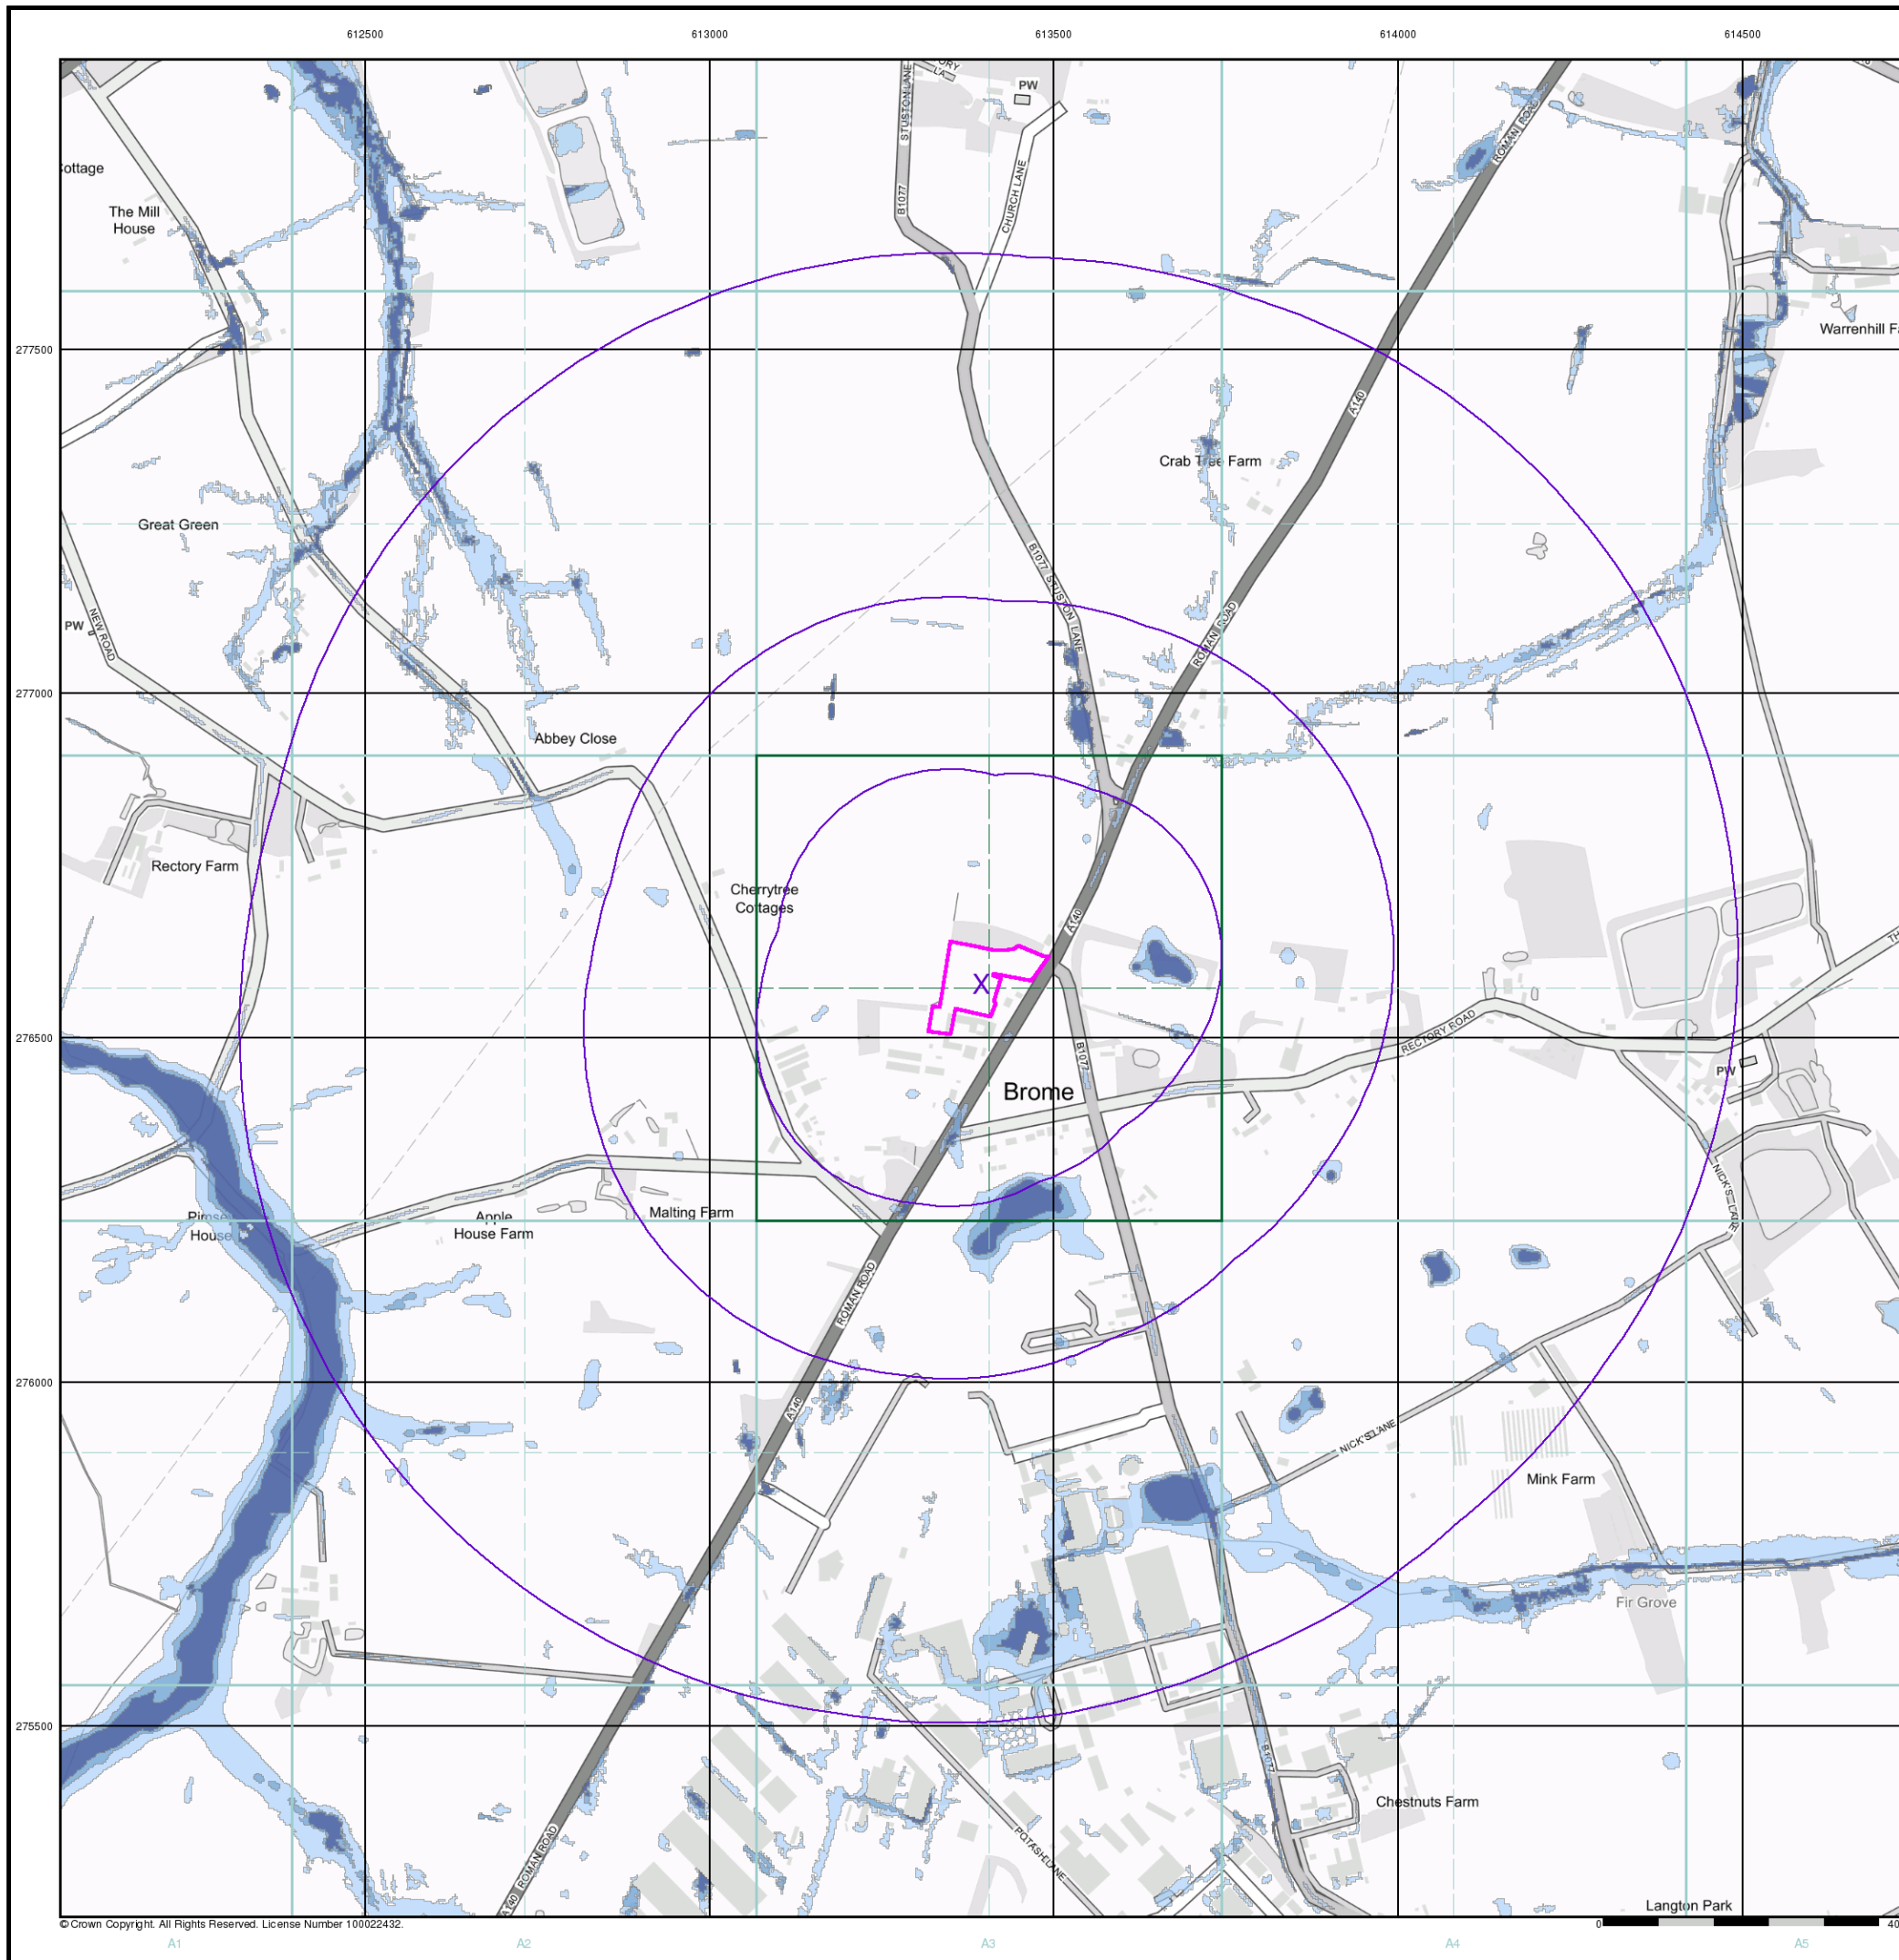 612500
613000
613500
614000
614500
PW
STUSTON LANE
B1077
CHURCH LANE
ROMAN ROAD
ottage
The Mill
House
277500
Warrenhill F
A140
Crab Tree Farm
Great Green
B1077 STUSTON LANE
PW
NEW ROAD
ROMAN ROAD
277000
Abbey Close
Rectory Farm
Cherrytree
Cottages
A140
TH
X
276500
RECTORY ROAD
B1077
PW
Brome
NICK'S LANE
Malting Farm
Apple
House Farm
House
ROMAN ROAD
276000
A140
NICK'S LANE
Mink Farm
Fir Grove
275500
B1077
Chestnuts Farm
POTASH LANE
A140 ROMAN ROAD
Langton Park
© Crown Copyright. All Rights Reserved. License Number 100022432.
0
40
A1
A2
A3
A4
A5